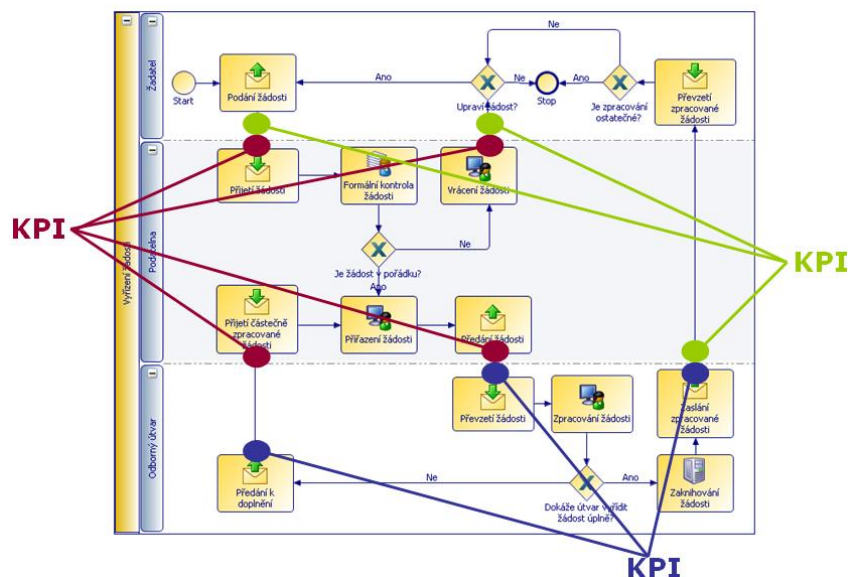 Vyřízení žádosti
Žadatel
Start
Podání žádosti
Ano
Upraví žádost?
Ne
Stop
Ne
Ano
Je zpracování
ostatečné?
Převzetí
zpracované
žádosti
Podatelna
Přijetí žádosti
Formální kontrola
žádosti
Vrácení žádosti
Ne
Je žádost v pořádku?
Ano
Přijetí částečně
zpracované
žádosti
Přiřazení žádosti
Předání žádosti
Odborný útvar
Převzetí žádosti
Zpracování žádosti
Zaslání
zpracované
žádosti
Předání k
doplnění
Ne
Ano
Dokáže útvar vyřídit
žádost úplně?
Zaknihování
žádosti
KPI
KPI
KPI